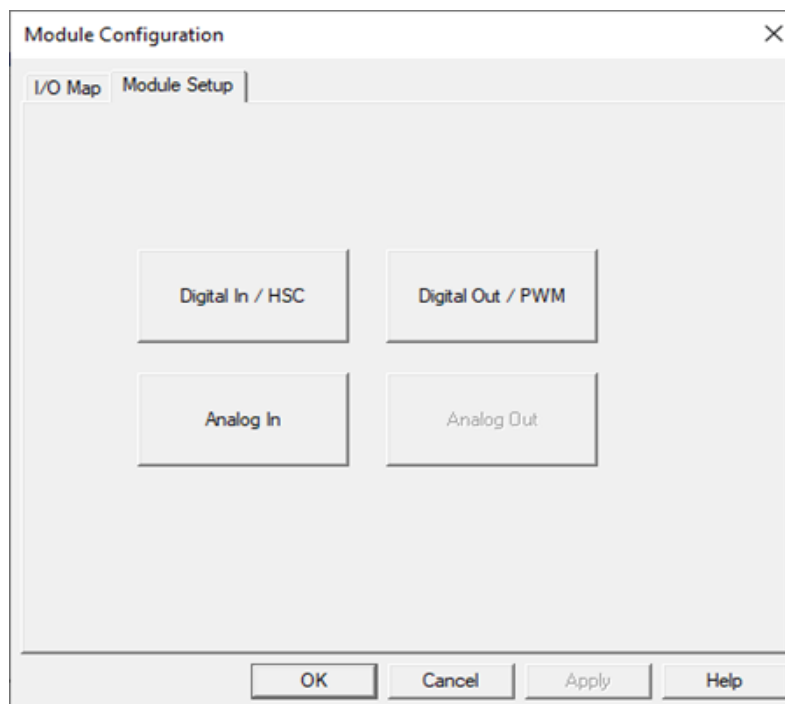 Module Configuration
I/O Map
Module Setup
Digital In / HSC
Digital Out / PWM
Analog In
Analog Out
OK
Cancel
Apply
Help